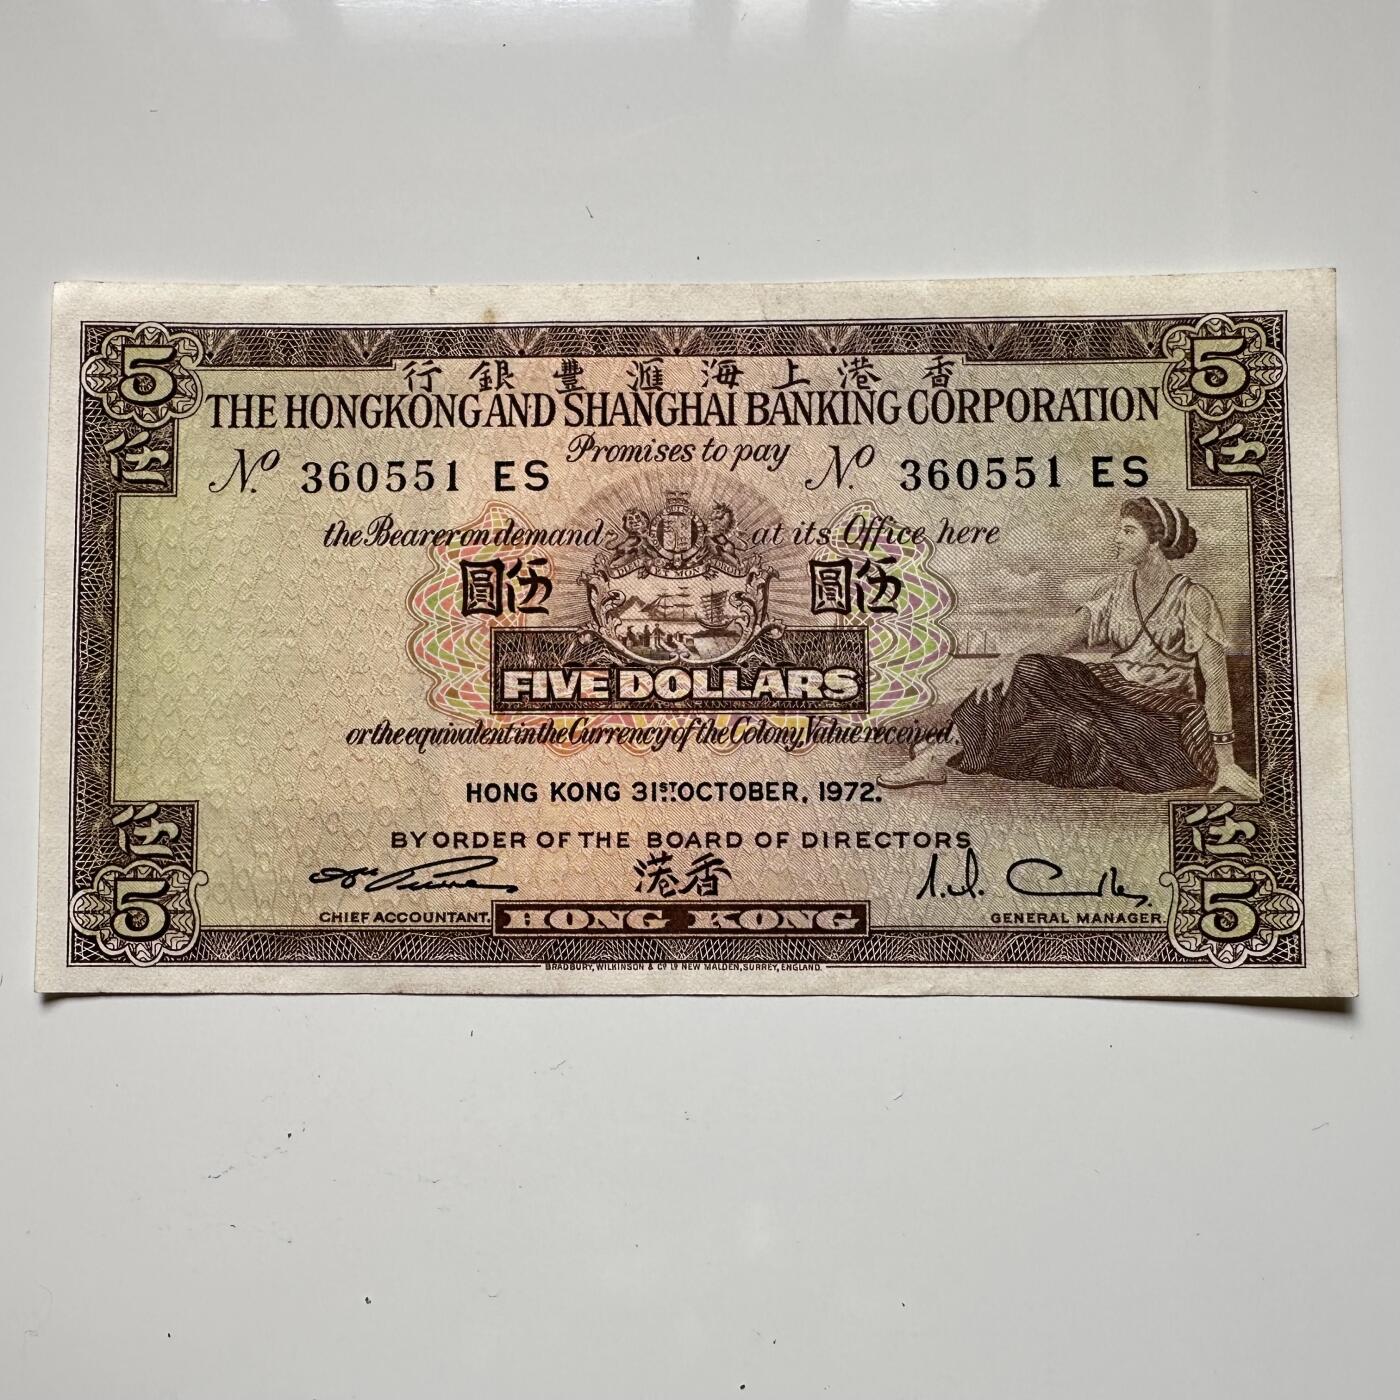 5
5
行銀豐滙海上港香
THE HONGKONG AND SHANGHAI BANKING CORPORATION
伍
伍
Promises to pay
No. 360551 ES
No. 360551 ES
the Bearer on demand at its Office here
圓伍
圓伍
FIVE DOLLARS
or the equivalent in the Currency of the Colony, Value received.
HONG KONG 31ST OCTOBER, 1972.
伍
伍
BY ORDER OF THE BOARD OF DIRECTORS
港香
5
5
CHIEF ACCOUNTANT.
HONG KONG
GENERAL MANAGER.
BRADBURY, WILKINSON & Co. Ld. NEW MALDEN, SURREY, ENGLAND.